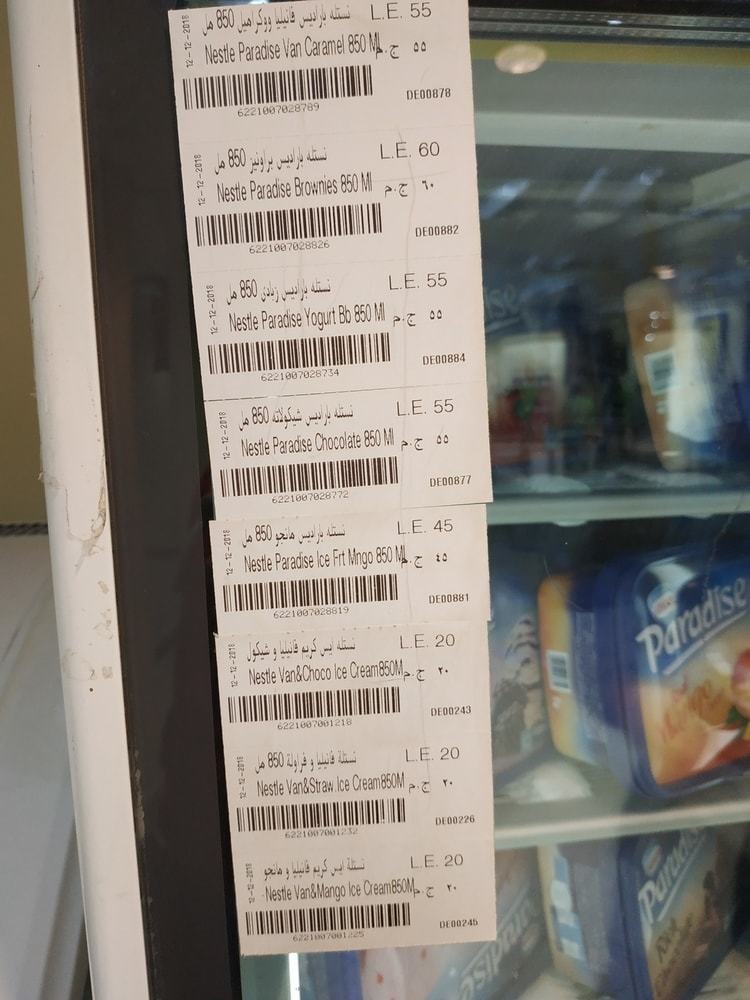 نستله باراديس فانيليا ووكراميل 850 مل
L.E. 55
12-12-2018
Nestle Paradise Van Caramel 850 Ml
٥٥ ج.م
6221007028789
DE00878
نستله باراديس براونيز 850 مل
L.E. 60
12-12-2018
Nestle Paradise Brownies 850 Ml
٦٠ ج.م
6221007028826
DE00882
نستله باراديس زبادى 850 مل
L.E. 55
12-12-2018
Nestle Paradise Yogurt Bb 850 Ml
٥٥ ج.م
6221007028734
DE00884
نستله باراديس شيكولاته 850 مل
L.E. 55
12-12-2018
Nestle Paradise Chocolate 850 Ml
٥٥ ج.م
6221007028772
DE00877
نستله باراديس مانجو 850 مل
L.E. 45
12-12-2018
Nestle Paradise Ice Frt Mngo 850 Ml
٤٥ ج.م
6221007028819
DE00881
نستله ايس كريم فانيليا و شيكول
L.E. 20
12-12-2018
Nestle Van&Choco Ice Cream850M
٢٠ ج.م
6221007001218
DE00243
نستلة فانيليا و فراولة 850 مل
L.E. 20
12-12-2018
Nestle Van&Straw Ice Cream850M
٢٠ ج.م
6221007001232
DE00226
نستلة ايس كريم فانيليا و مانجو
L.E. 20
12-12-2018
Nestle Van&Mango Ice Cream850M
٢٠ ج.م
6221007001225
DE00245
Paradise
Mango
Paradise